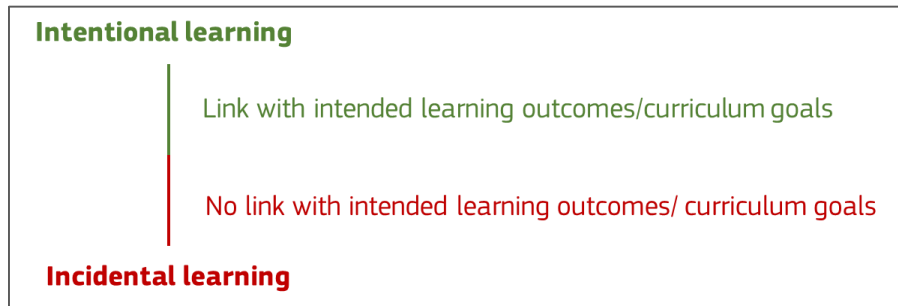 Intentional learning
Link with intended learning outcomes/curriculum goals
No link with intended learning outcomes/ curriculum goals
Incidental learning